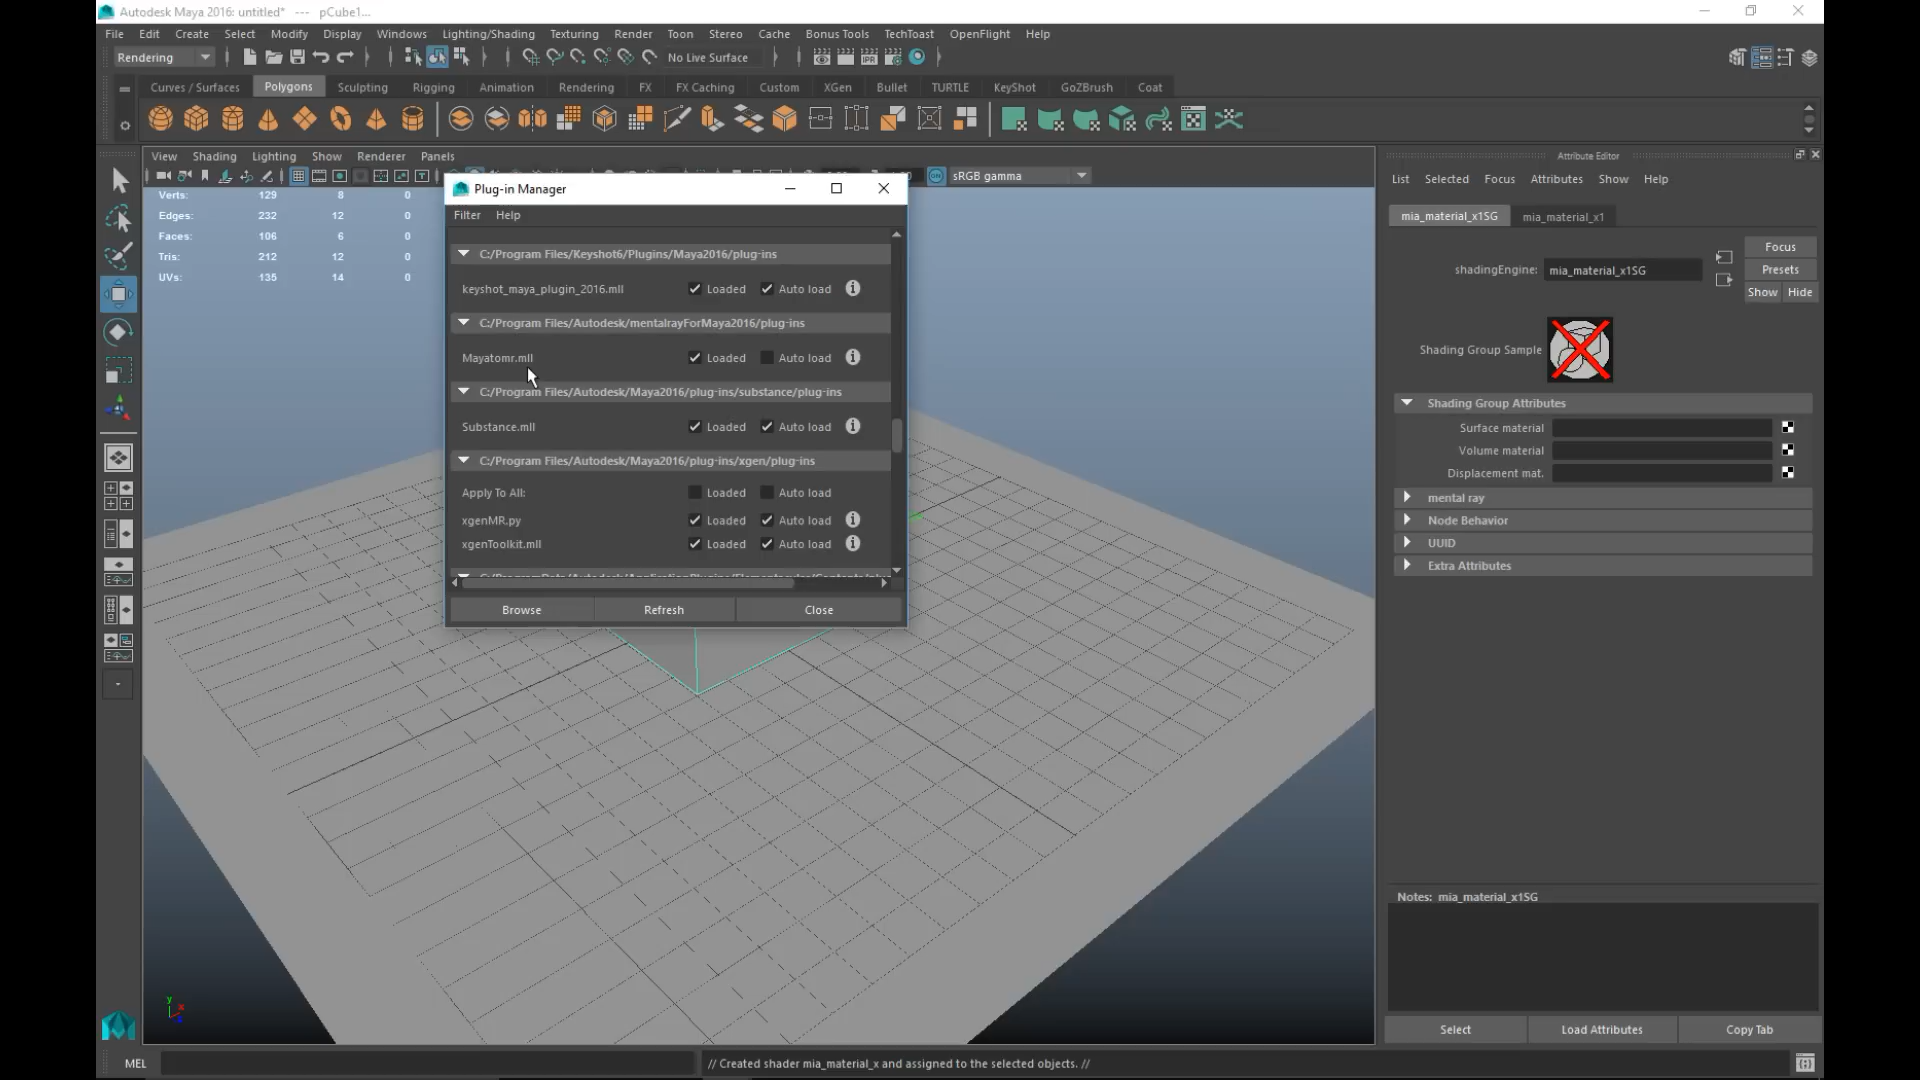 Autodesk Maya 2016: untitled* --- pCube1...
File Edit Create Select Modify Display Windows Lighting/Shading Texturing Render Toon Stereo Cache Bonus Tools TechToast OpenFlight Help
Rendering No Live Surface
Curves / Surfaces Polygons Sculpting Rigging Animation Rendering FX FX Caching Custom XGen Bullet TURTLE KeyShot GoZBrush Coat
View Shading Lighting Show Renderer Panels
sRGB gamma
Verts: 129 8 0
Edges: 232 12 0
Faces: 106 6 0
Tris: 212 12 0
UVs: 135 14 0
Plug-in Manager
Filter Help
C:/Program Files/Keyshot6/Plugins/Maya2016/plug-ins
keyshot_maya_plugin_2016.mll Loaded Auto load
C:/Program Files/Autodesk/mentalrayForMaya2016/plug-ins
Mayatomr.mll Loaded Auto load
C:/Program Files/Autodesk/Maya2016/plug-ins/substance/plug-ins
Substance.mll Loaded Auto load
C:/Program Files/Autodesk/Maya2016/plug-ins/xgen/plug-ins
Apply To All: Loaded Auto load
xgenMR.py Loaded Auto load
xgenToolkit.mll Loaded Auto load
Browse Refresh Close
Attribute Editor
List Selected Focus Attributes Show Help
mia_material_x1SG mia_material_x1
Focus
shadingEngine: mia_material_x1SG
Presets
Show Hide
Shading Group Sample
Shading Group Attributes
Surface material
Volume material
Displacement mat.
mental ray
Node Behavior
UUID
Extra Attributes
Notes: mia_material_x1SG
Select Load Attributes Copy Tab
y
MEL // Created shader mia_material_x and assigned to the selected objects. //